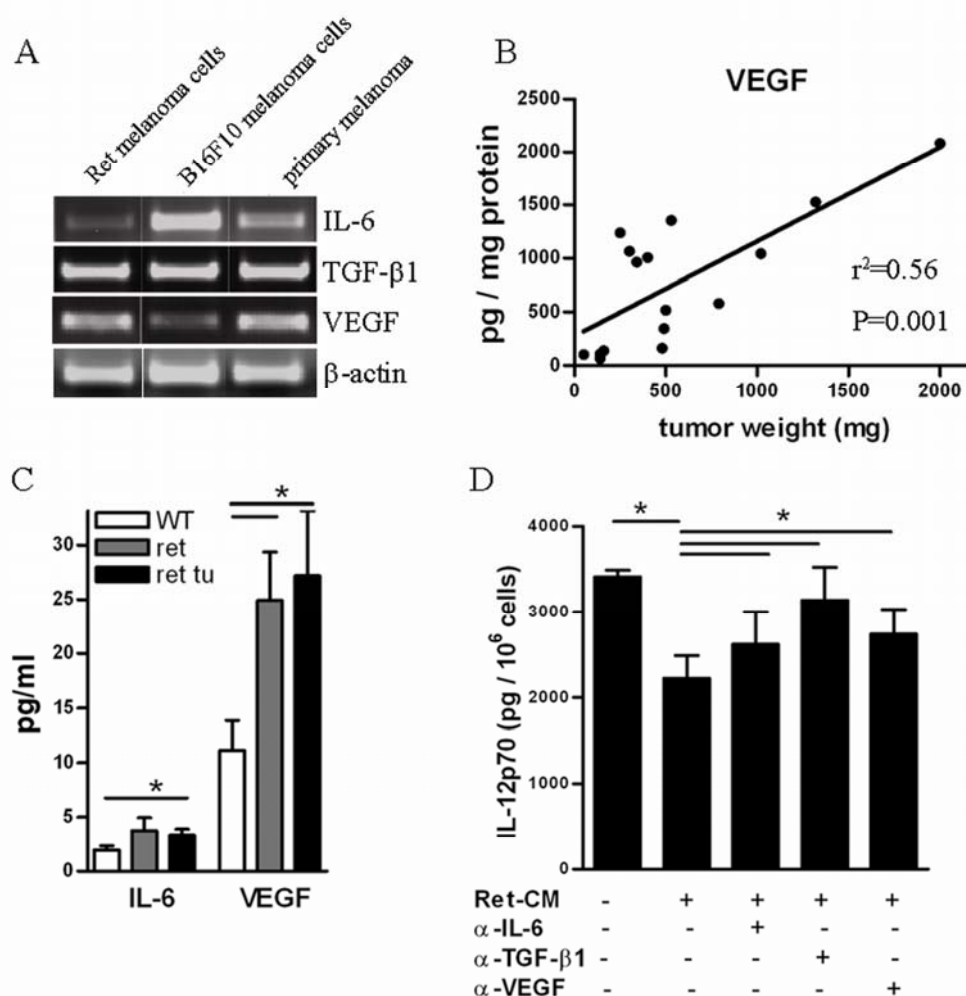 A
Ret melanoma cells
B16F10 melanoma cells
primary melanoma
IL-6
TGF-β1
VEGF
β-actin
B
VEGF
pg / mg protein
2500
2000
1500
1000
500
0
r²=0.56
P=0.001
0 500 1000 1500 2000
tumor weight (mg)
C
WT
ret
ret tu
* *
pg/ml
30
25
20
15
10
5
0
IL-6 VEGF
D
* *
IL-12p70 (pg / 10⁶ cells)
4000
3000
2000
1000
0
Ret-CM - + + + +
α-IL-6 - - + - -
α-TGF-β1 - - - + -
α-VEGF - - - - +